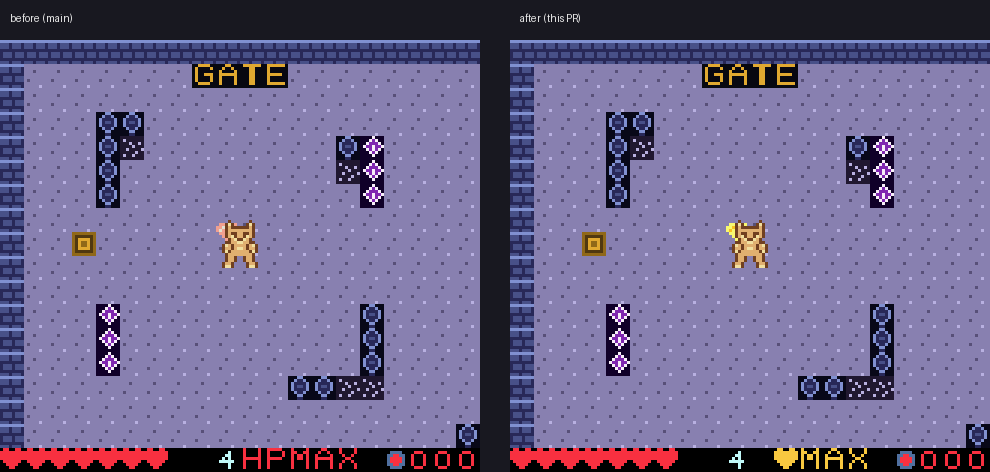 before (main)
after (this PR)
GATE
GATE
4 HPMAX 000
4 MAX 000